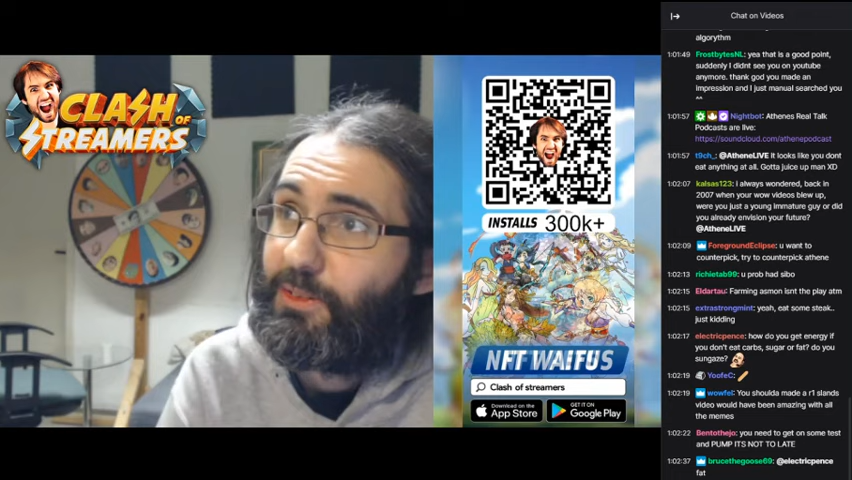 CLASH OF
STREAMERS
INSTALLS 300k+
NFT WAIFUS
Clash of streamers
Download on the
App Store
GET IT ON
Google Play
Chat on Videos
algorythm
1:01:49 FrostbytesNL: yea that is a good point,
suddenly I didnt see you on youtube
anymore. thank god you made an
impression and I just manual searched you
^^
1:01:57 Nightbot: Athenes Real Talk
Podcasts are live:
https://soundcloud.com/athenepodcast
1:01:57 t9ch_: @AtheneLIVE It looks like you dont
eat anything at all. Gotta juice up man XD
1:02:07 kalsas123: I always wondered, back in
2007 when your wow videos blew up,
were you just a young immature guy or did
you already envision your future?
@AtheneLIVE
1:02:09 ForegroundEclipse: u want to
counterpick, try to counterpick athene
1:02:13 richietab99: u prob had sibo
1:02:15 Eldartau: Farming asmon isnt the play atm
1:02:15 extrastrongmint: yeah, eat some steak..
just kidding
1:02:17 electricpence: how do you get energy if
you don't eat carbs, sugar or fat? do you
sungaze?
1:02:19 YoofeC:
1:02:19 wowfel: You shoulda made a r1 slands
video would have been amazing with all
the memes
1:02:22 Bentothejo: you need to get on some test
and PUMP ITS NOT TO LATE
1:02:37 brucethegoose69: @electricpence
fat